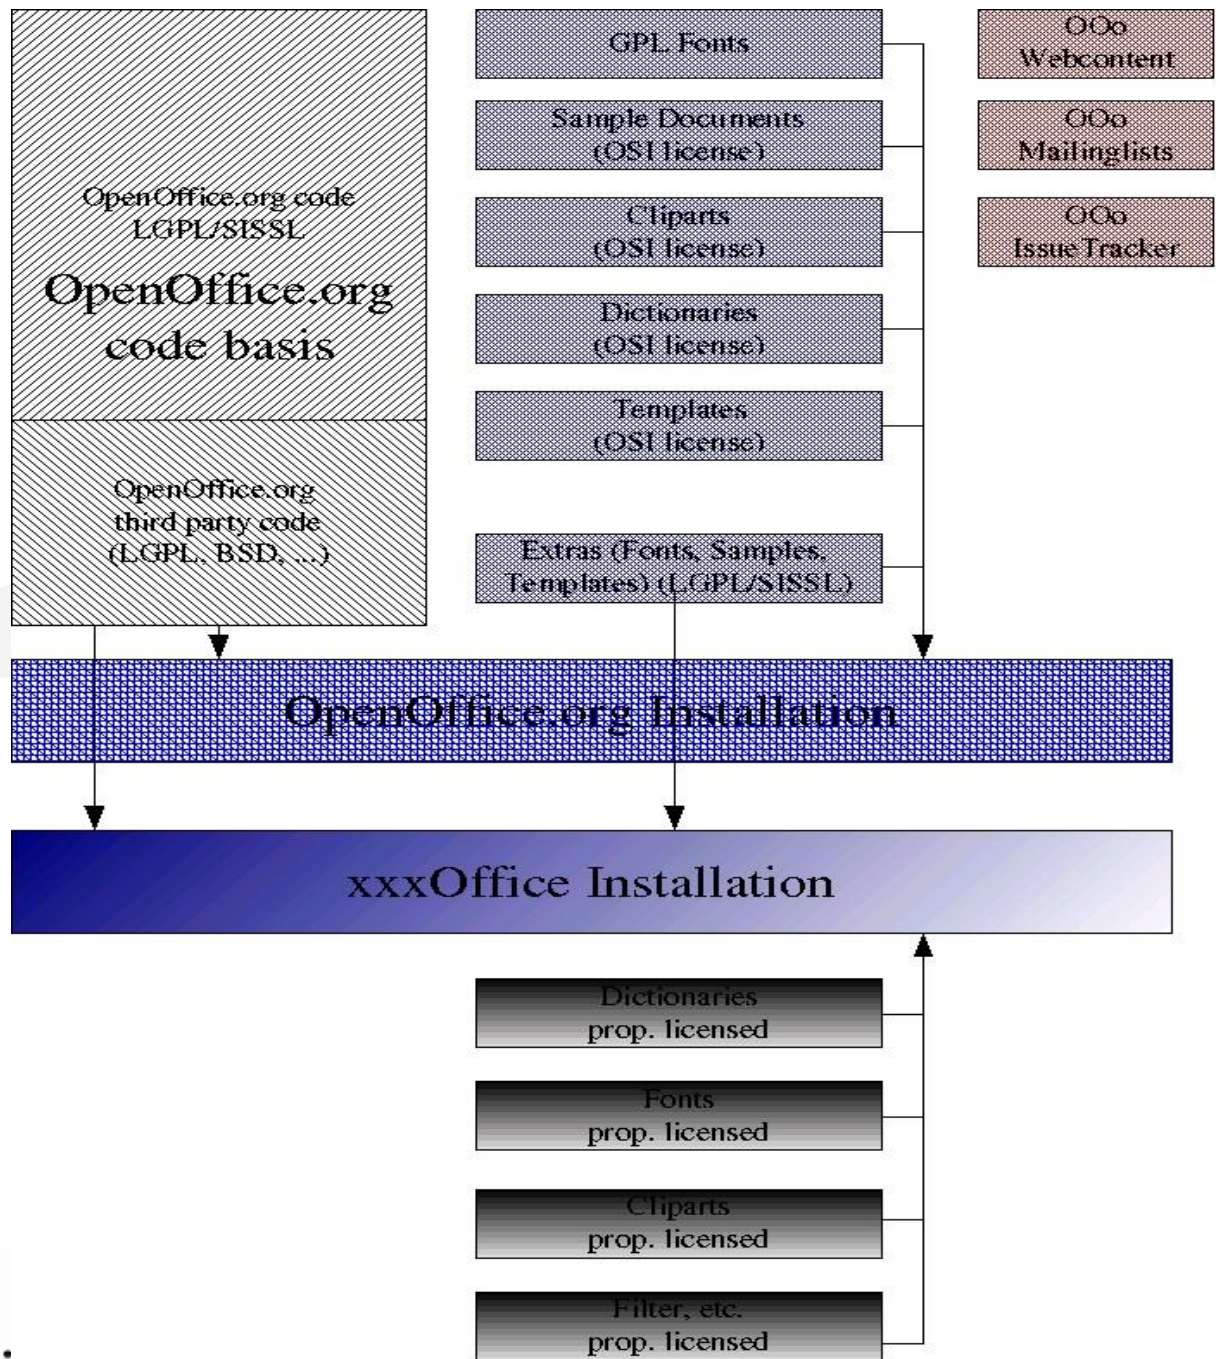 OpenOffice.org code
LGPL/SISSL
OpenOffice.org
code basis
OpenOffice.org
third party code
(LGPL, BSD, ...)
GPL Fonts
Sample Documents
(OSI license)
Cliparts
(OSI license)
Dictionaries
(OSI license)
Templates
(OSI license)
Extras (Fonts, Samples,
Templates) (LGPL/SISSL)
OOo
Webcontent
OOo
Mailinglists
OOo
IssueTracker
OpenOffice.org Installation
xxxOffice Installation
Dictionaries
prop. licensed
Fonts
prop. licensed
Cliparts
prop. licensed
Filter, etc.
prop. licensed